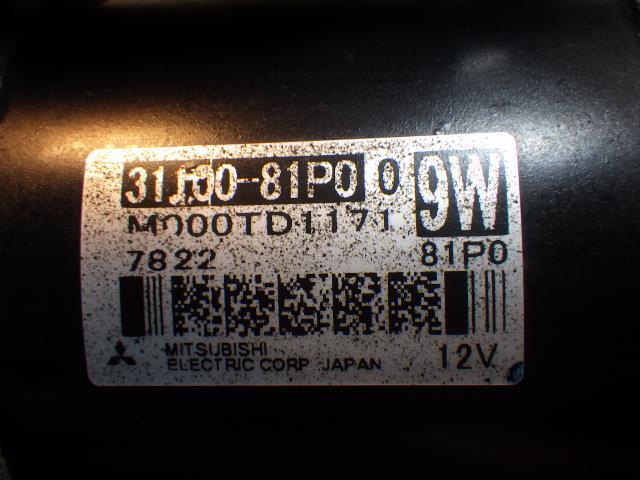 31100-81P0 0 9W
M000TD1171
7822 81P0
MITSUBISHI
ELECTRIC CORP JAPAN 12V